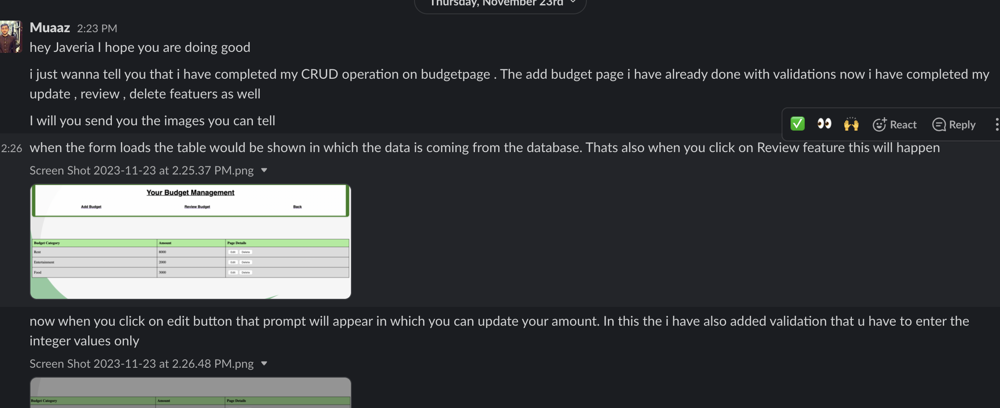 Thursday, November 23rd
Muaaz 2:23 PM
hey Javeria I hope you are doing good
i just wanna tell you that i have completed my CRUD operation on budgetpage . The add budget page i have already done with validations now i have completed my
update , review , delete featuers as well
I will you send you the images you can tell
React Reply
2:26 when the form loads the table would be shown in which the data is coming from the database. Thats also when you click on Review feature this will happen
Screen Shot 2023-11-23 at 2.25.37 PM.png
Your Budget Management
Add Budget Review Budget Back
Budget Category Amount Page Details
Rent 8000 Edit Delete
Entertainment 2000 Edit Delete
Food 3000 Edit Delete
now when you click on edit button that prompt will appear in which you can update your amount. In this the i have also added validation that u have to enter the
integer values only
Screen Shot 2023-11-23 at 2.26.48 PM.png
Budget Category Amount Page Details